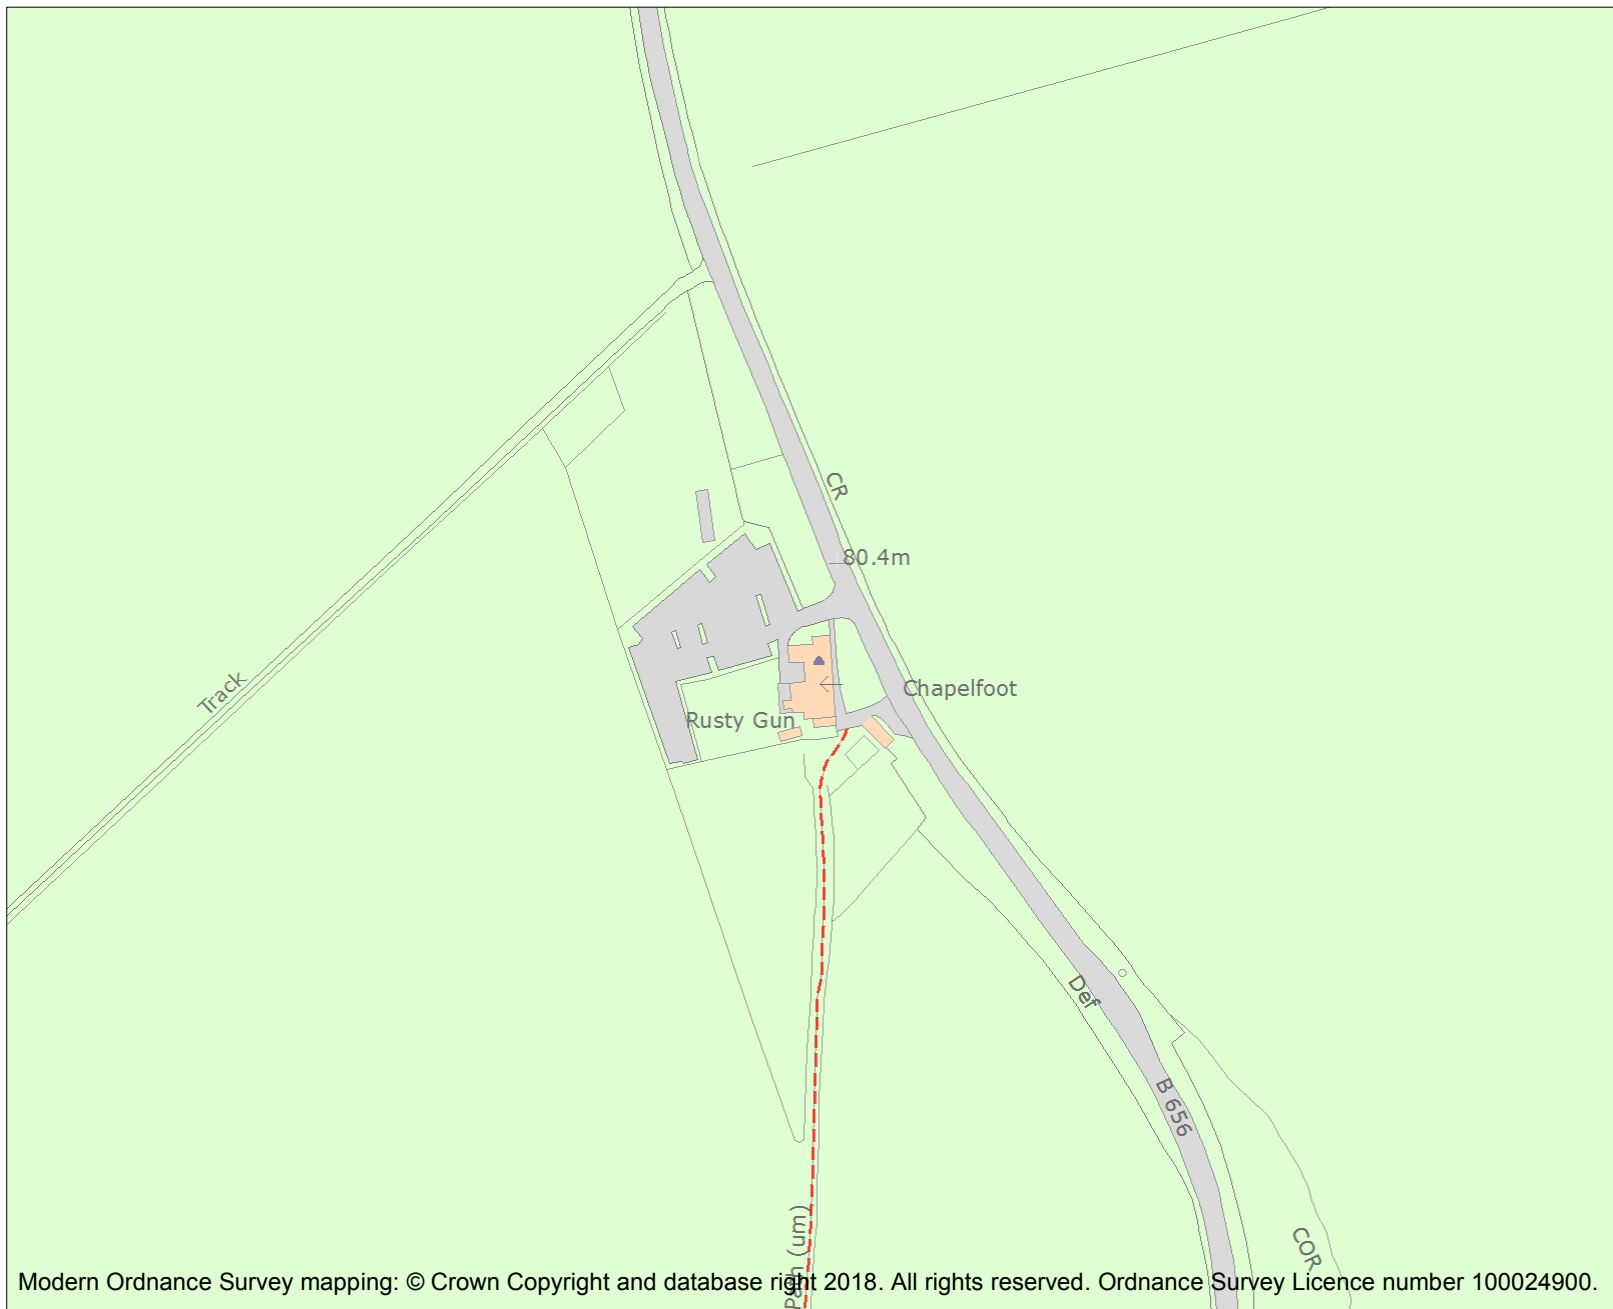 CR
80.4m
Track
Chapelfoot
Rusty Gun
Def
B 656
Path (um)
COR
Modern Ordnance Survey mapping: © Crown Copyright and database right 2018. All rights reserved. Ordnance Survey Licence number 100024900.